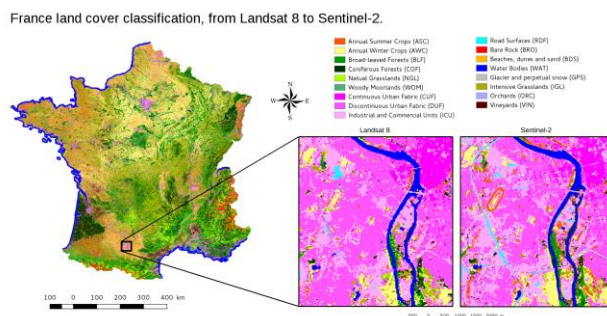 France land cover classification, from Landsat 8 to Sentinel-2.
Annual Summer Crops (ASC)
Annual Winter Crops (AWC)
Broad-leaved Forests (BLF)
Coniferous Forests (COF)
Natual Grasslands (NGL)
Woody Moorlands (WOM)
Continuous Urban Fabric (CUF)
Discontinuous Urban Fabric (DUF)
Industrial and Commercial Units (ICU)
Road Surfaces (RDF)
Bare Rock (BRO)
Beaches, dunes and sand (BDS)
Water Bodies (WAT)
Glacier and perpetual snow (GPS)
Intensive Grasslands (IGL)
Orchards (ORC)
Vineyards (VIN)
N
W E
S
Landsat 8
Sentinel-2
100 0 100 200 300 400 km